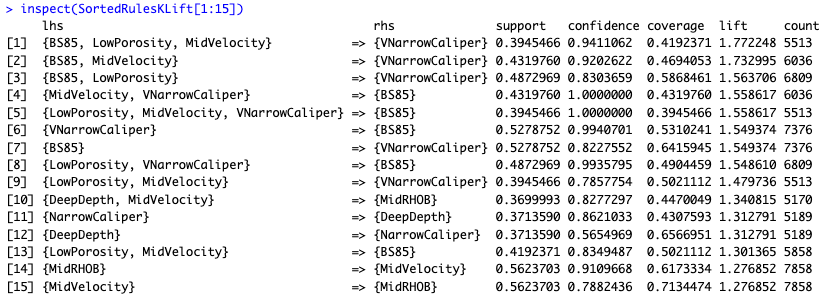 > inspect(SortedRulesKLift[1:15])
lhs rhs support confidence coverage lift count
[1] {BS85, LowPorosity, MidVelocity} => {VNarrowCaliper} 0.3945466 0.9411062 0.4192371 1.772248 5513
[2] {BS85, MidVelocity} => {VNarrowCaliper} 0.4319760 0.9202622 0.4694053 1.732995 6036
[3] {BS85, LowPorosity} => {VNarrowCaliper} 0.4872969 0.8303659 0.5868461 1.563706 6809
[4] {MidVelocity, VNarrowCaliper} => {BS85} 0.4319760 1.0000000 0.4319760 1.558617 6036
[5] {LowPorosity, MidVelocity, VNarrowCaliper} => {BS85} 0.3945466 1.0000000 0.3945466 1.558617 5513
[6] {VNarrowCaliper} => {BS85} 0.5278752 0.9940701 0.5310241 1.549374 7376
[7] {BS85} => {VNarrowCaliper} 0.5278752 0.8227552 0.6415945 1.549374 7376
[8] {LowPorosity, VNarrowCaliper} => {BS85} 0.4872969 0.9935795 0.4904459 1.548610 6809
[9] {LowPorosity, MidVelocity} => {VNarrowCaliper} 0.3945466 0.7857754 0.5021112 1.479736 5513
[10] {DeepDepth, MidVelocity} => {MidRHOB} 0.3699993 0.8277297 0.4470049 1.340815 5170
[11] {NarrowCaliper} => {DeepDepth} 0.3713590 0.8621033 0.4307593 1.312791 5189
[12] {DeepDepth} => {NarrowCaliper} 0.3713590 0.5654969 0.6566951 1.312791 5189
[13] {LowPorosity, MidVelocity} => {BS85} 0.4192371 0.8349487 0.5021112 1.301365 5858
[14] {MidRHOB} => {MidVelocity} 0.5623703 0.9109668 0.6173334 1.276852 7858
[15] {MidVelocity} => {MidRHOB} 0.5623703 0.7882436 0.7134474 1.276852 7858